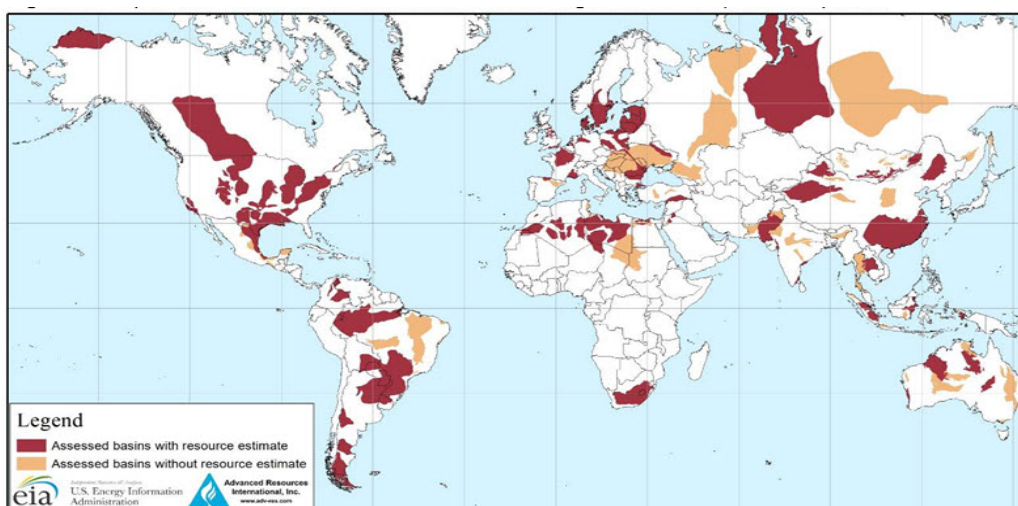 Legend
Assessed basins with resource estimate
Assessed basins without resource estimate
eia
U.S. Energy Information
Administration
Advanced Resources
International, Inc.
www.adv-res.com